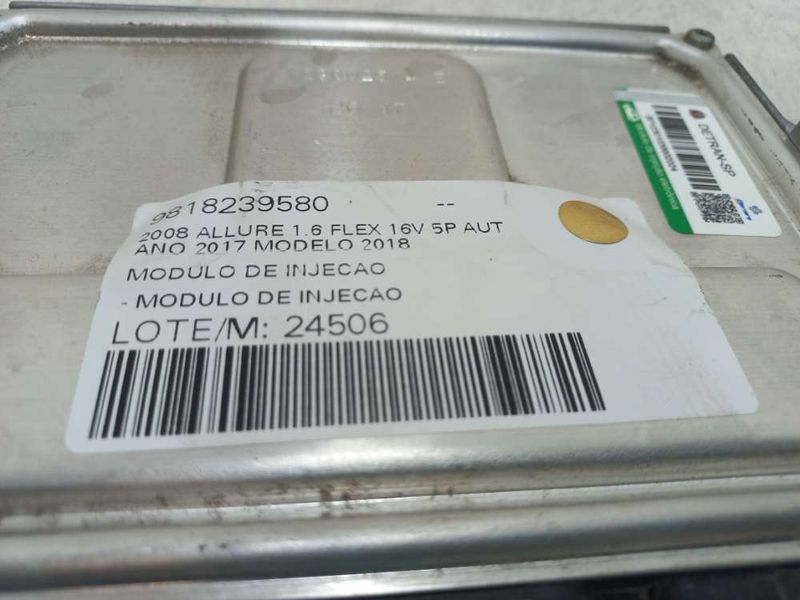 9818239580 --
2008 ALLURE 1.6 FLEX 16V 5P AUT
ANO 2017 MODELO 2018
MODULO DE INJECAO
- MODULO DE INJECAO
LOTE/M: 24506
DETRAN-SP